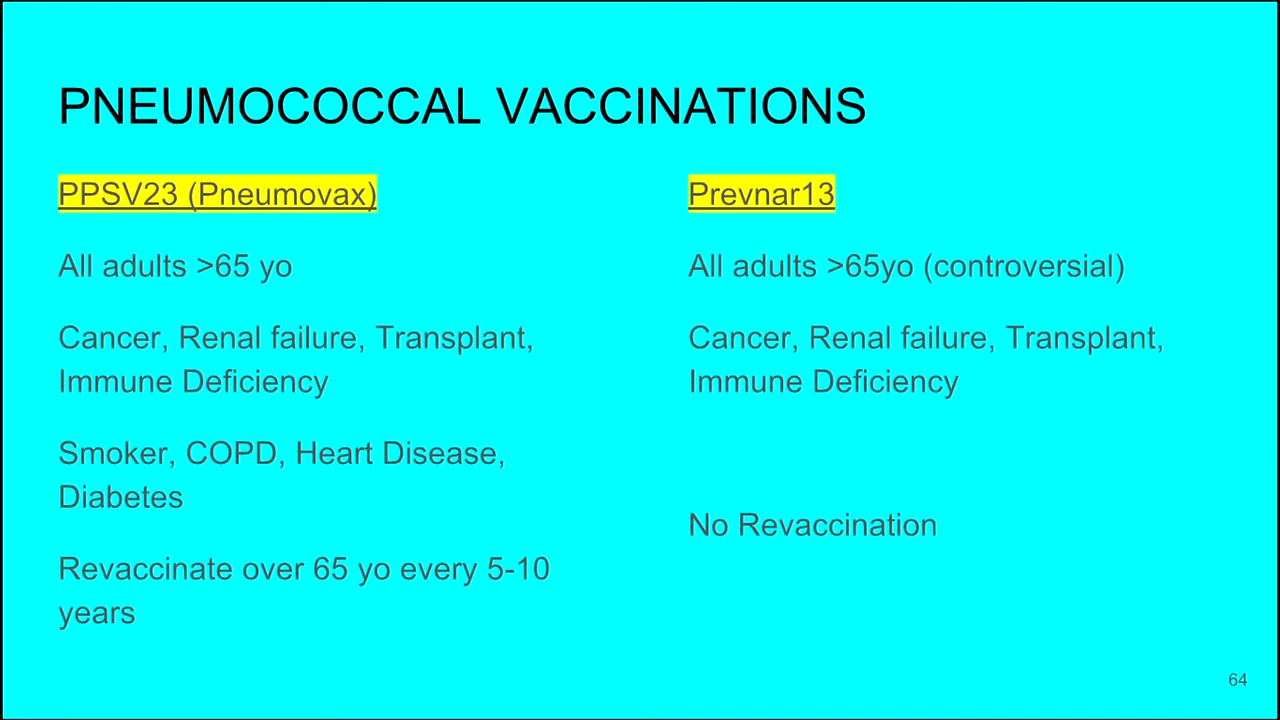 PNEUMOCOCCAL VACCINATIONS
PPSV23 (Pneumovax)
All adults >65 yo
Cancer, Renal failure, Transplant,
Immune Deficiency
Smoker, COPD, Heart Disease,
Diabetes
Revaccinate over 65 yo every 5-10
years
Prevnar13
All adults >65yo (controversial)
Cancer, Renal failure, Transplant,
Immune Deficiency
No Revaccination
64